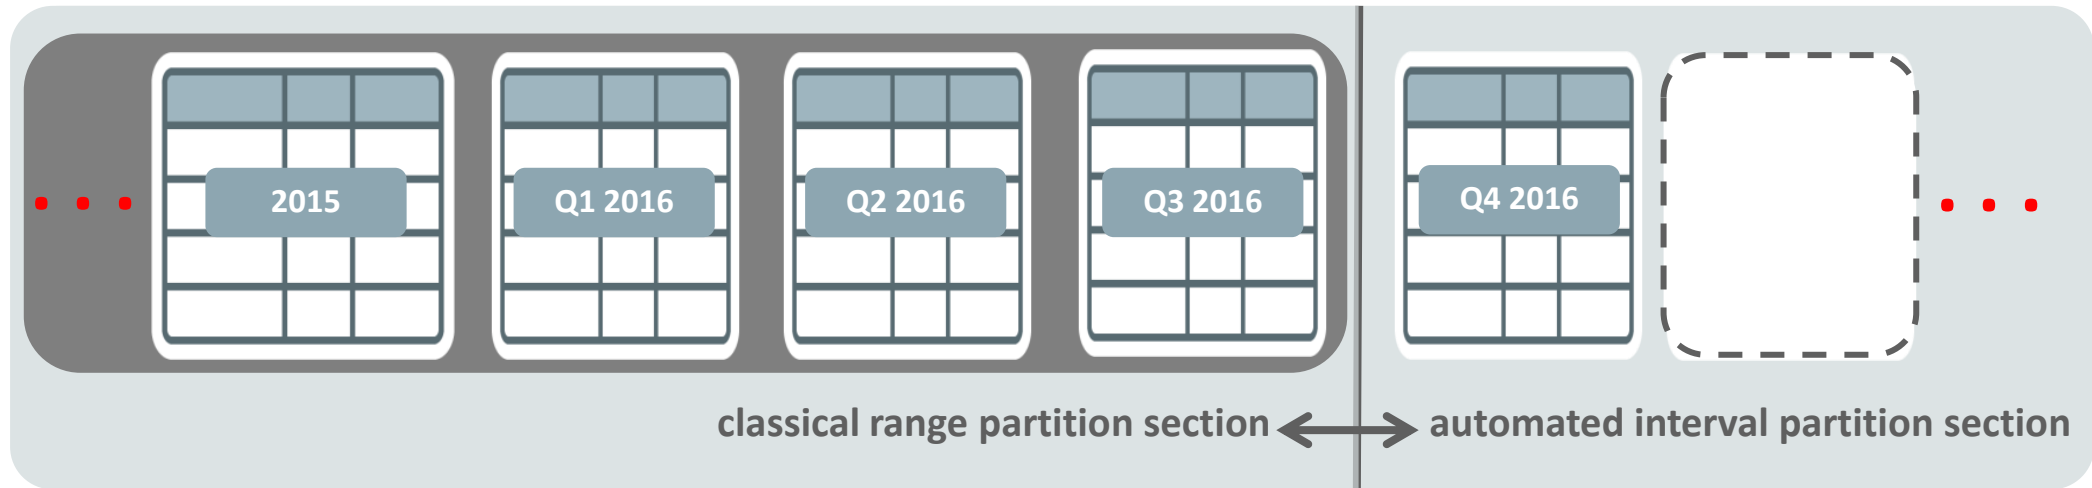 2015
Q1 2016
Q2 2016
Q3 2016
Q4 2016
classical range partition section
automated interval partition section